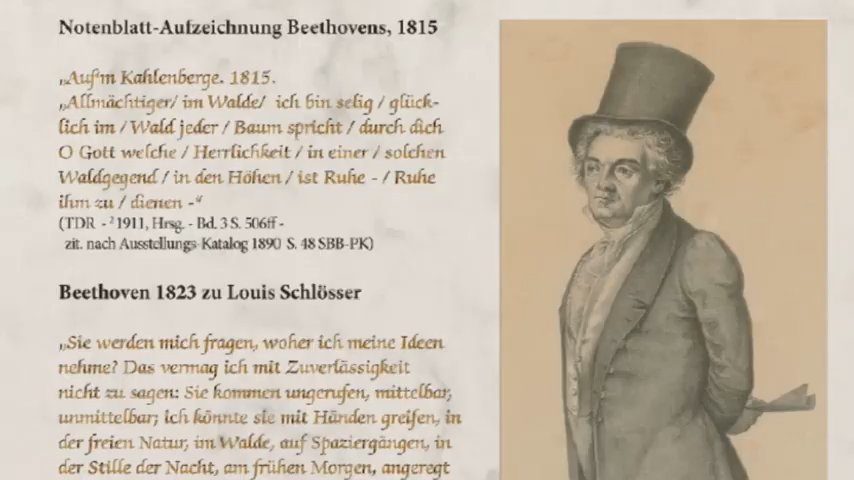 Notenblatt-Aufzeichnung Beethovens, 1815
„Auf'm Kahlenberge. 1815.
„Allmächtiger/ im Walde/ ich bin selig / glück-
lich im / Wald jeder / Baum spricht / durch dich
O Gott welche / Herrlichkeit / in einer / solchen
Waldgegend / in den Höhen / ist Ruhe - / Ruhe
ihm zu / dienen -"
(TDR - ²1911, Hrsg. - Bd. 3 S. 506ff -
zit. nach Ausstellungs-Katalog 1890 S. 48 SBB-PK)
Beethoven 1823 zu Louis Schlösser
„Sie werden mich fragen, woher ich meine Ideen
nehme? Das vermag ich mit Zuverlässigkeit
nicht zu sagen: Sie kommen ungerufen, mittelbar,
unmittelbar; ich könnte sie mit Händen greifen, in
der freien Natur, im Walde, auf Spaziergängen, in
der Stille der Nacht, am frühen Morgen, angeregt